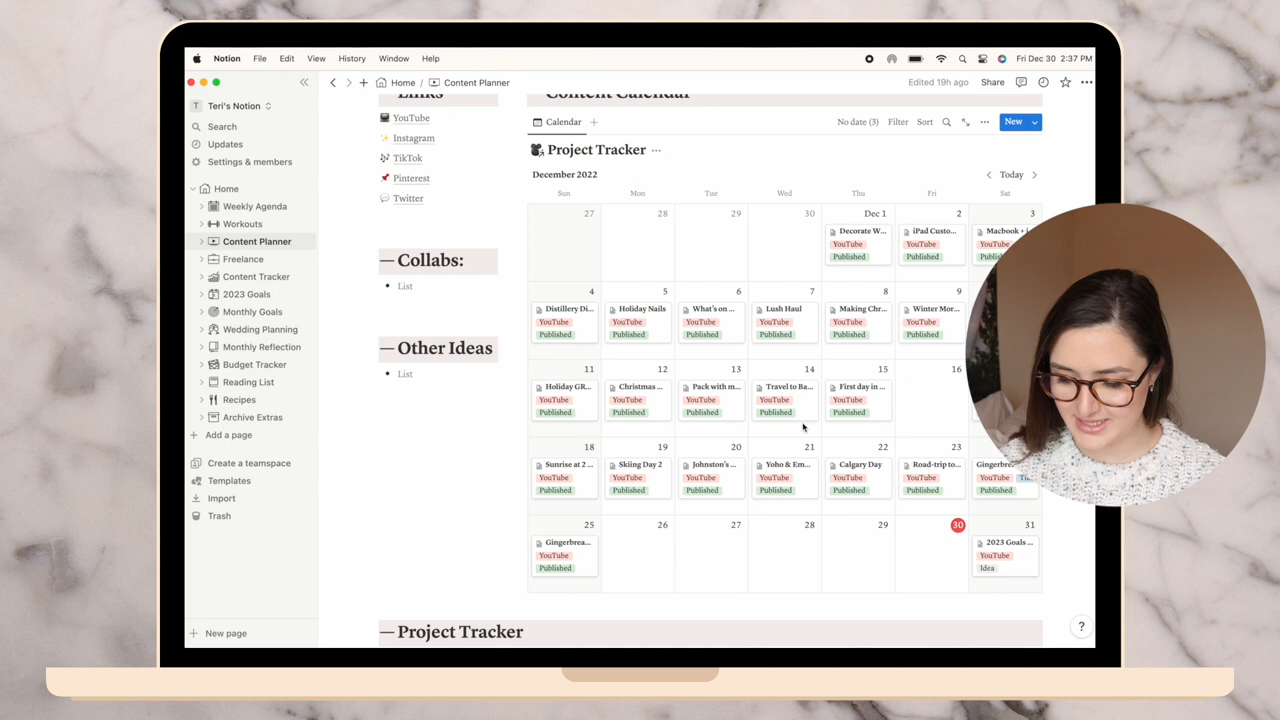 Notion File Edit View History Window Help
Fri Dec 30 2:37 PM
Home / Content Planner
Edited 19h ago Share
T Teri's Notion
Search
Updates
Settings & members
Home
Weekly Agenda
Workouts
Content Planner
Freelance
Content Tracker
2023 Goals
Monthly Goals
Wedding Planning
Monthly Reflection
Budget Tracker
Reading List
Recipes
Archive Extras
Add a page
Create a teamspace
Templates
Import
Trash
New page
Links
YouTube
Instagram
TikTok
Pinterest
Twitter
— Collabs:
• List
— Other Ideas
• List
Content Calendar
Calendar
No date (3) Filter Sort New
Project Tracker ...
December 2022
Today
Sun Mon Tue Wed Thu Fri Sat
27 28 29 30 Dec 1 2 3
Decorate W... iPad Custo... Macbook + i
YouTube YouTube YouTube
Published Published
4 5 6 7 8 9
Distillery Di... Holiday Nails What's on ... Lush Haul Making Chr... Winter Mor...
YouTube YouTube YouTube YouTube YouTube YouTube
Published Published Published Published Published Published
11 12 13 14 15 16
Holiday GR... Christmas ... Pack with m... Travel to Ba... First day in ...
YouTube YouTube YouTube YouTube YouTube
Published Published Published Published Published
18 19 20 21 22 23
Sunrise at 2 ... Skiing Day 2 Johnston's ... Yoho & Em... Calgary Day Road-trip to... Gingerbre
YouTube YouTube YouTube YouTube YouTube YouTube YouTube
Published Published Published Published Published Published Published
25 26 27 28 29 30 31
Gingerbrea... 2023 Goals ...
YouTube YouTube
Published Idea
— Project Tracker
?